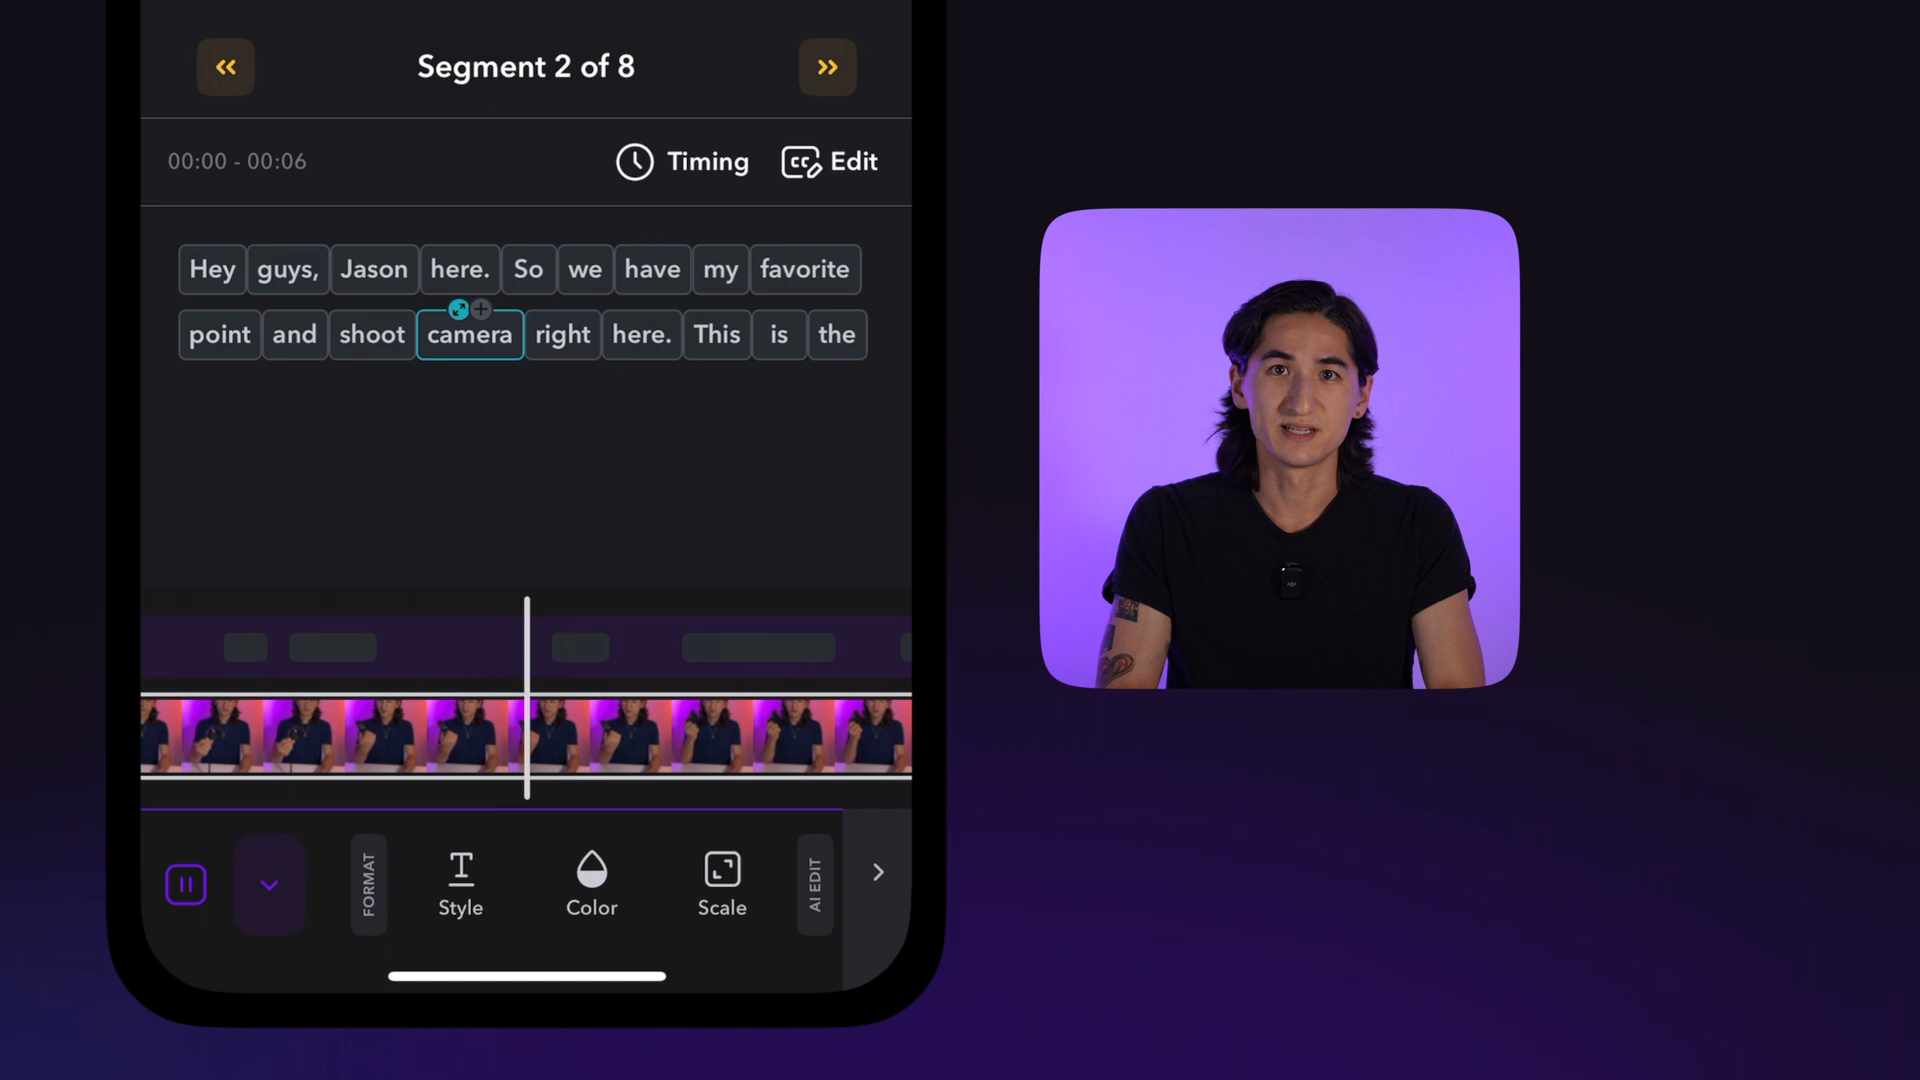 Segment 2 of 8
00:00 - 00:06 Timing Edit
Hey guys, Jason here. So we have my favorite
point and shoot camera right here. This is the
FORMAT Style Color Scale AI EDIT